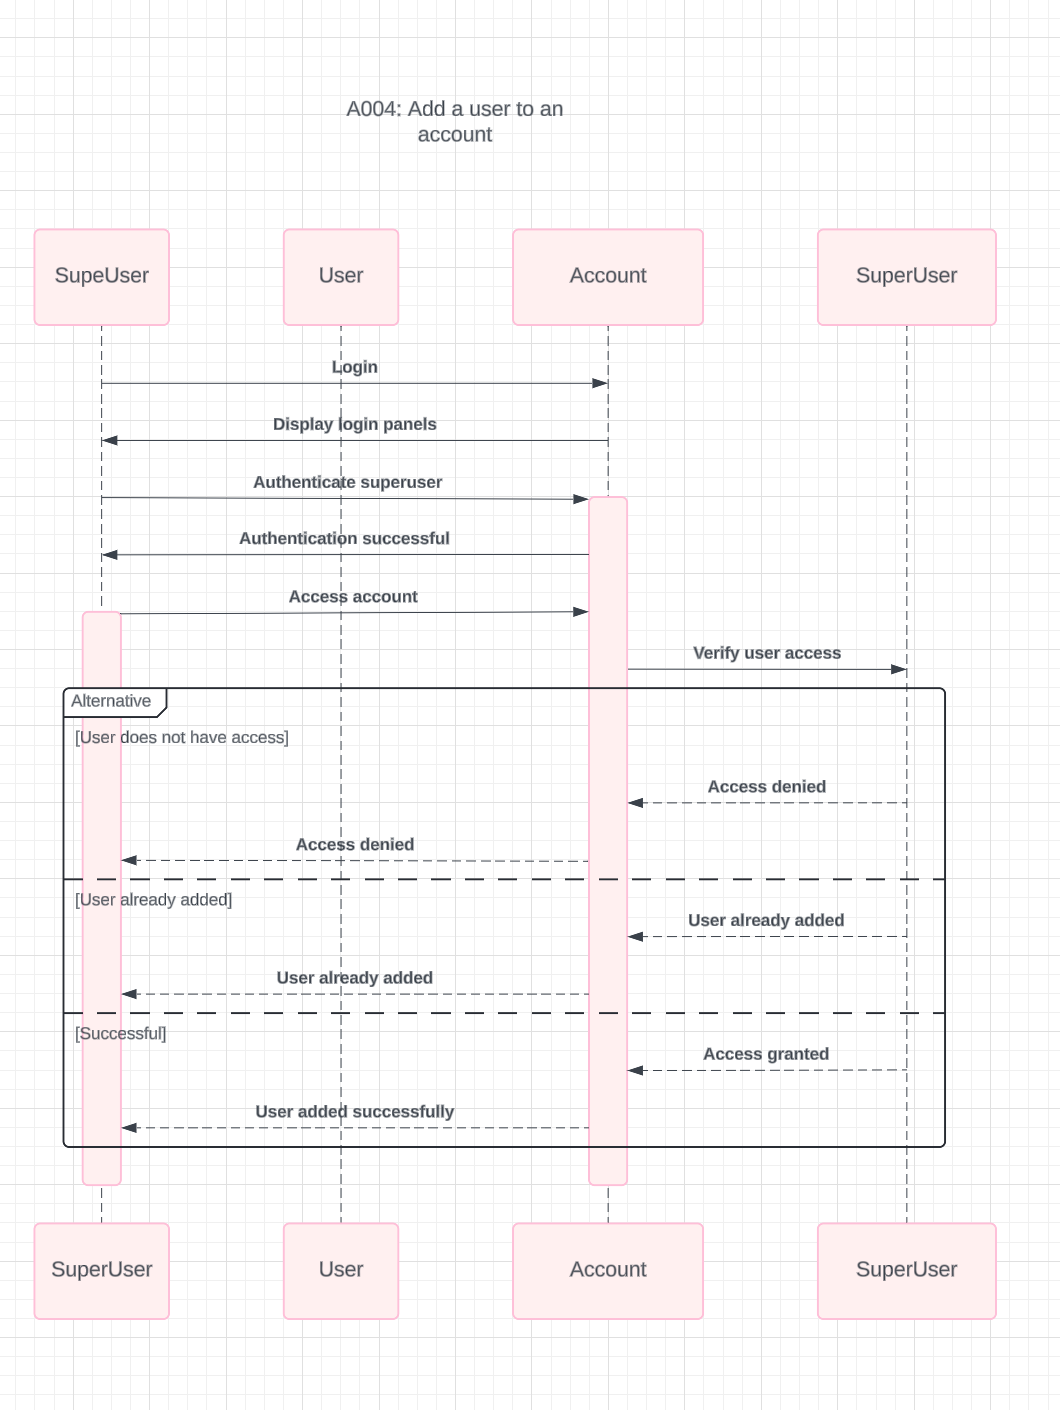 A004: Add a user to an
account
SupeUser
User
Account
SuperUser
Login
Display login panels
Authenticate superuser
Authentication successful
Access account
Verify user access
Alternative
[User does not have access]
Access denied
Access denied
[User already added]
User already added
User already added
[Successful]
Access granted
User added successfully
SuperUser
User
Account
SuperUser